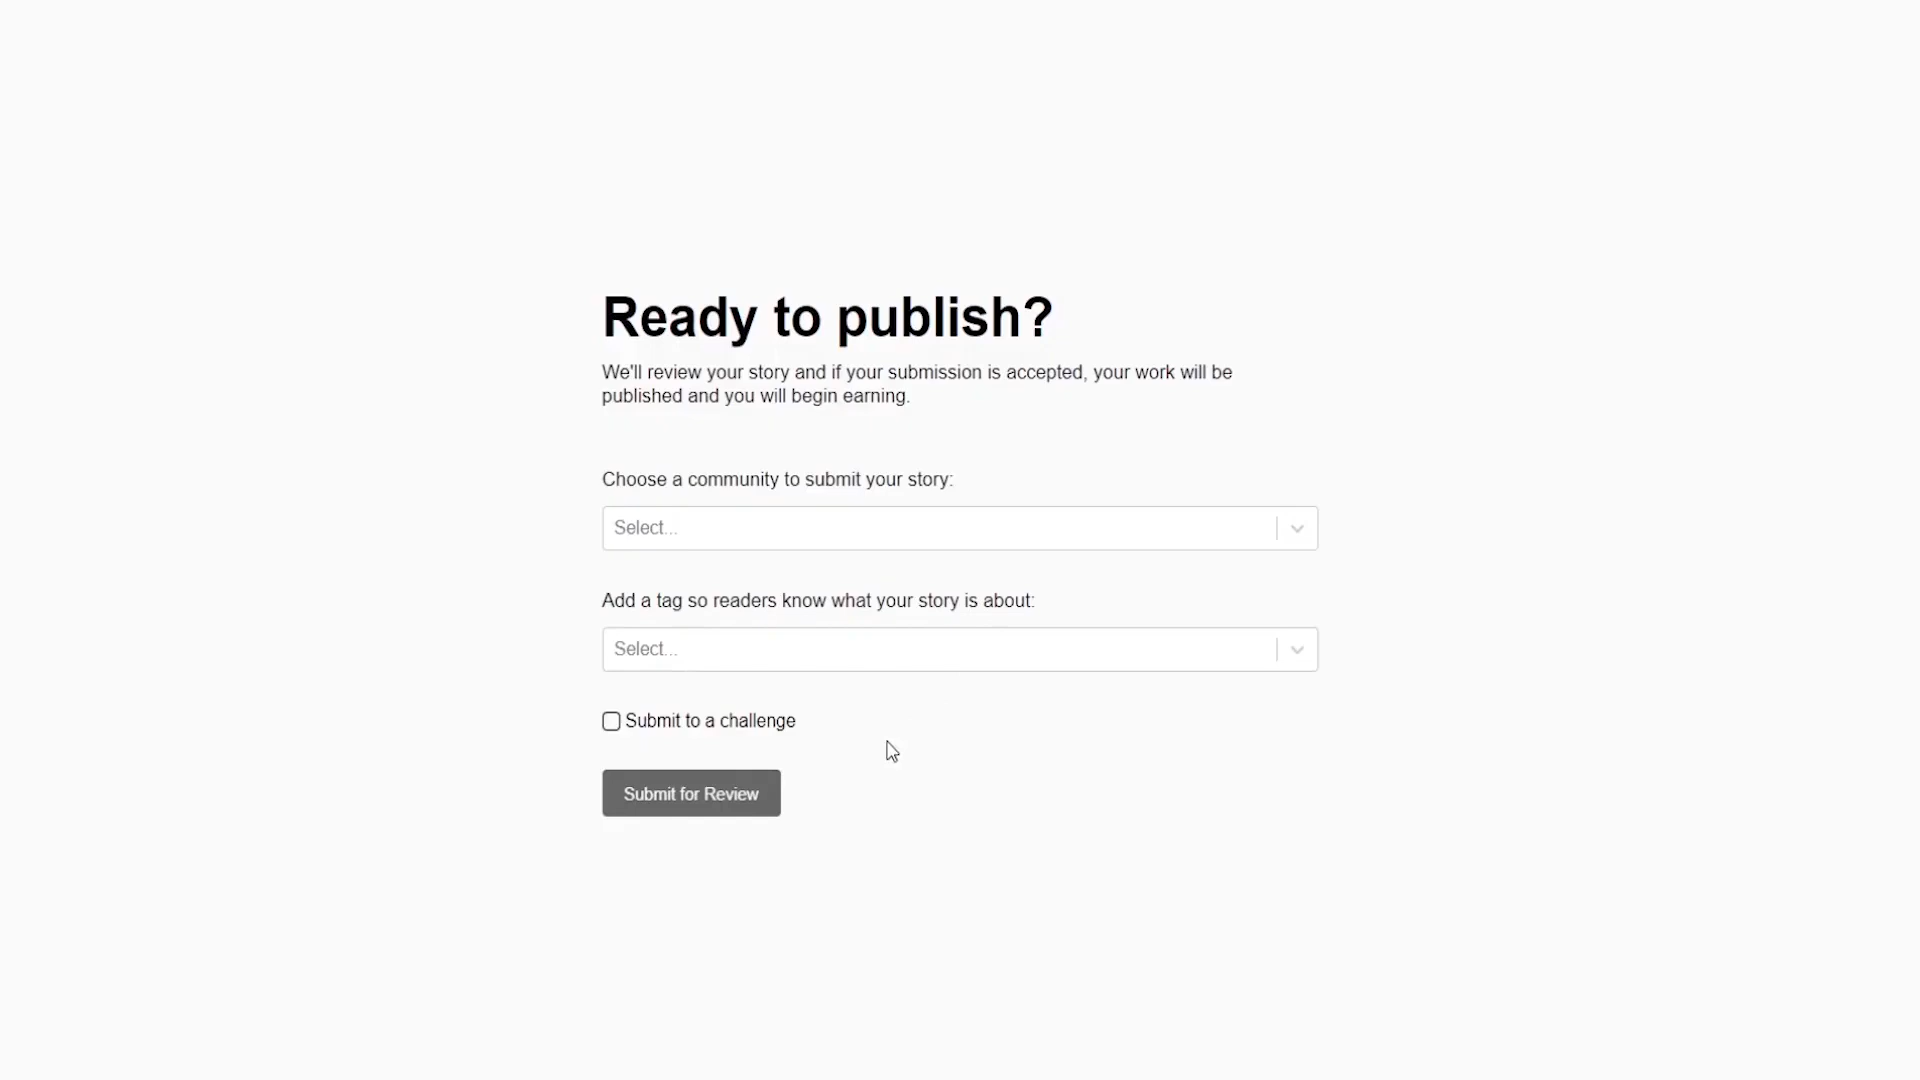 Ready to publish?
We'll review your story and if your submission is accepted, your work will be
published and you will begin earning.
Choose a community to submit your story:
Select...
Add a tag so readers know what your story is about:
Select...
Submit to a challenge
Submit for Review